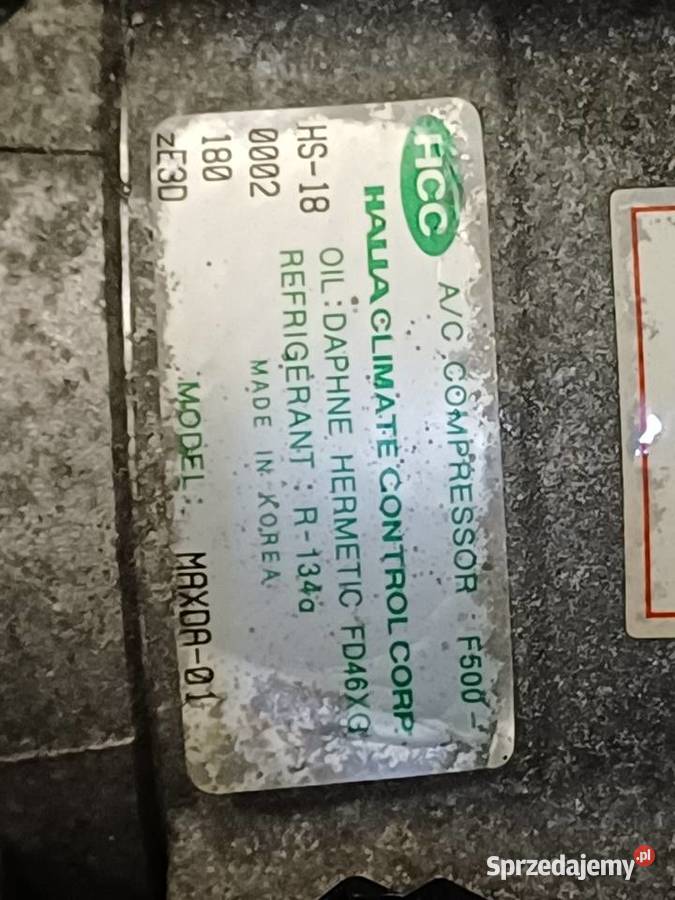 HCC A/C COMPRESSOR F500-
HALLA CLIMATE CONTROL CORP.
HS-18 OIL:DAPHNE HERMETIC FD46XG
0002 REFRIGERANT: R-134a
180 MADE IN KOREA
zE3D MODEL: MAXDA-01
Sprzedajemy.pl